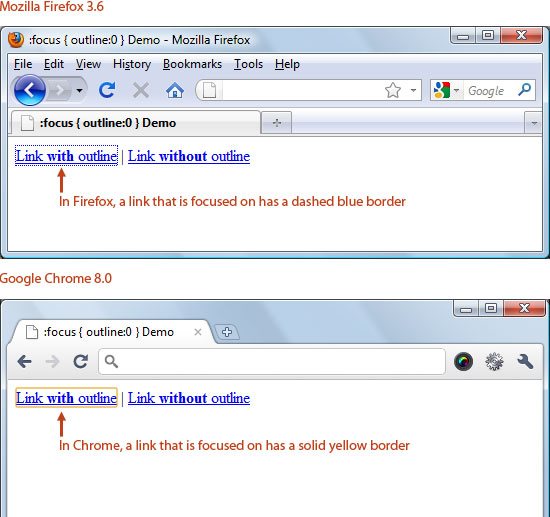 Mozilla Firefox 3.6
:focus { outline:0 } Demo - Mozilla Firefox
File Edit View History Bookmarks Tools Help
Google
:focus { outline:0 } Demo
Link with outline | Link without outline
In Firefox, a link that is focused on has a dashed blue border
Google Chrome 8.0
:focus { outline:0 } Demo
Link with outline | Link without outline
In Chrome, a link that is focused on has a solid yellow border